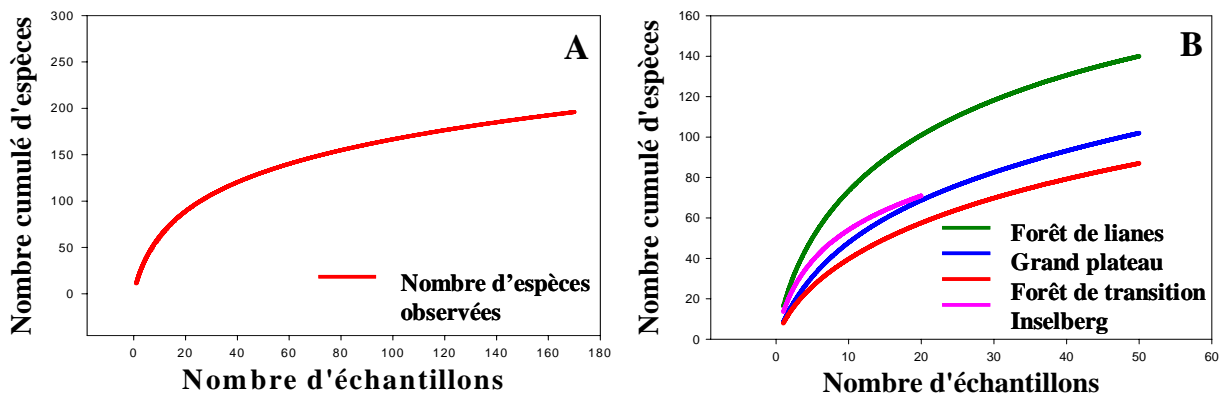 A
Nombre cumulé d'espèces
300
250
200
150
100
50
0
Nombre d'espèces
observées
0 20 40 60 80 100 120 140 160 180
Nombre d'échantillons
B
Nombre cumulé d'espèces
160
140
120
100
80
60
40
20
0
Forêt de lianes
Grand plateau
Forêt de transition
Inselberg
0 10 20 30 40 50 60
Nombre d'échantillons